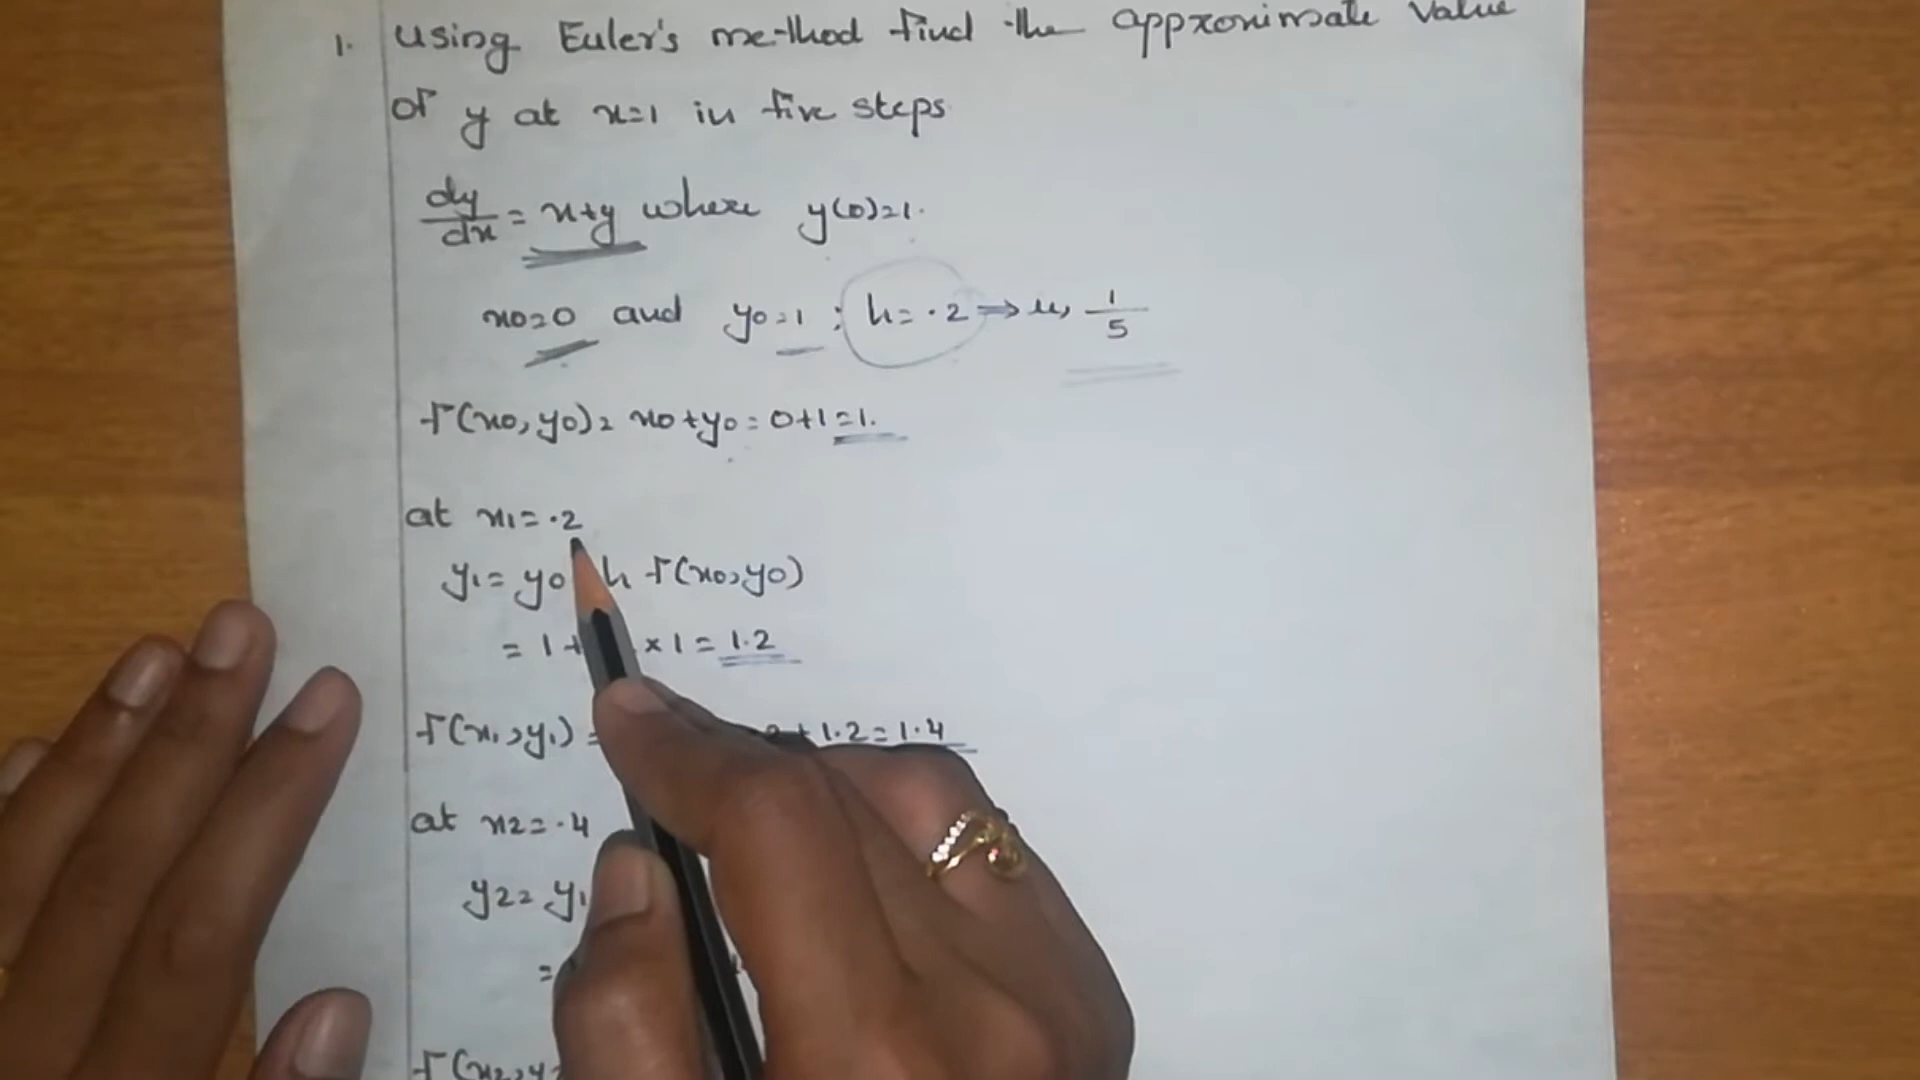 1. Using Euler's method find the approximate value
of y at x=1 in five steps
dy/dx = x+y where y(0)=1.
x0=0 and y0=1 ; h=.2 ⇒ 1/5
f(x0,y0)= x0+y0=0+1=1.
at x1=.2
y1= y0 h f(x0,y0)
= 1+ × 1 = 1.2
f(x1,y1) = + 1.2 = 1.4
at x2=.4
y2= y1
=
f(x2,y